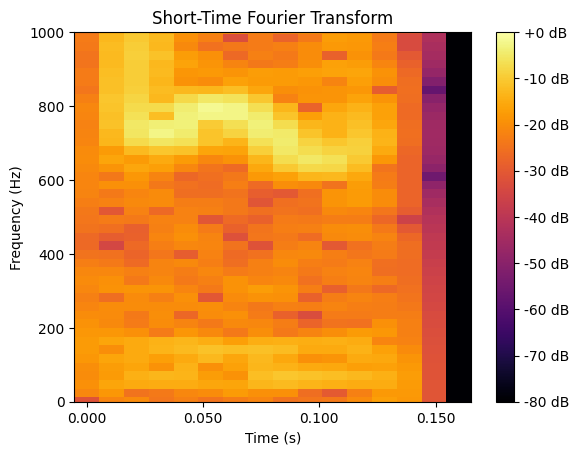 Short-Time Fourier Transform
1000
800
600
400
200
0
Frequency (Hz)
0.000
0.050
0.100
0.150
Time (s)
+0 dB
-10 dB
-20 dB
-30 dB
-40 dB
-50 dB
-60 dB
-70 dB
-80 dB